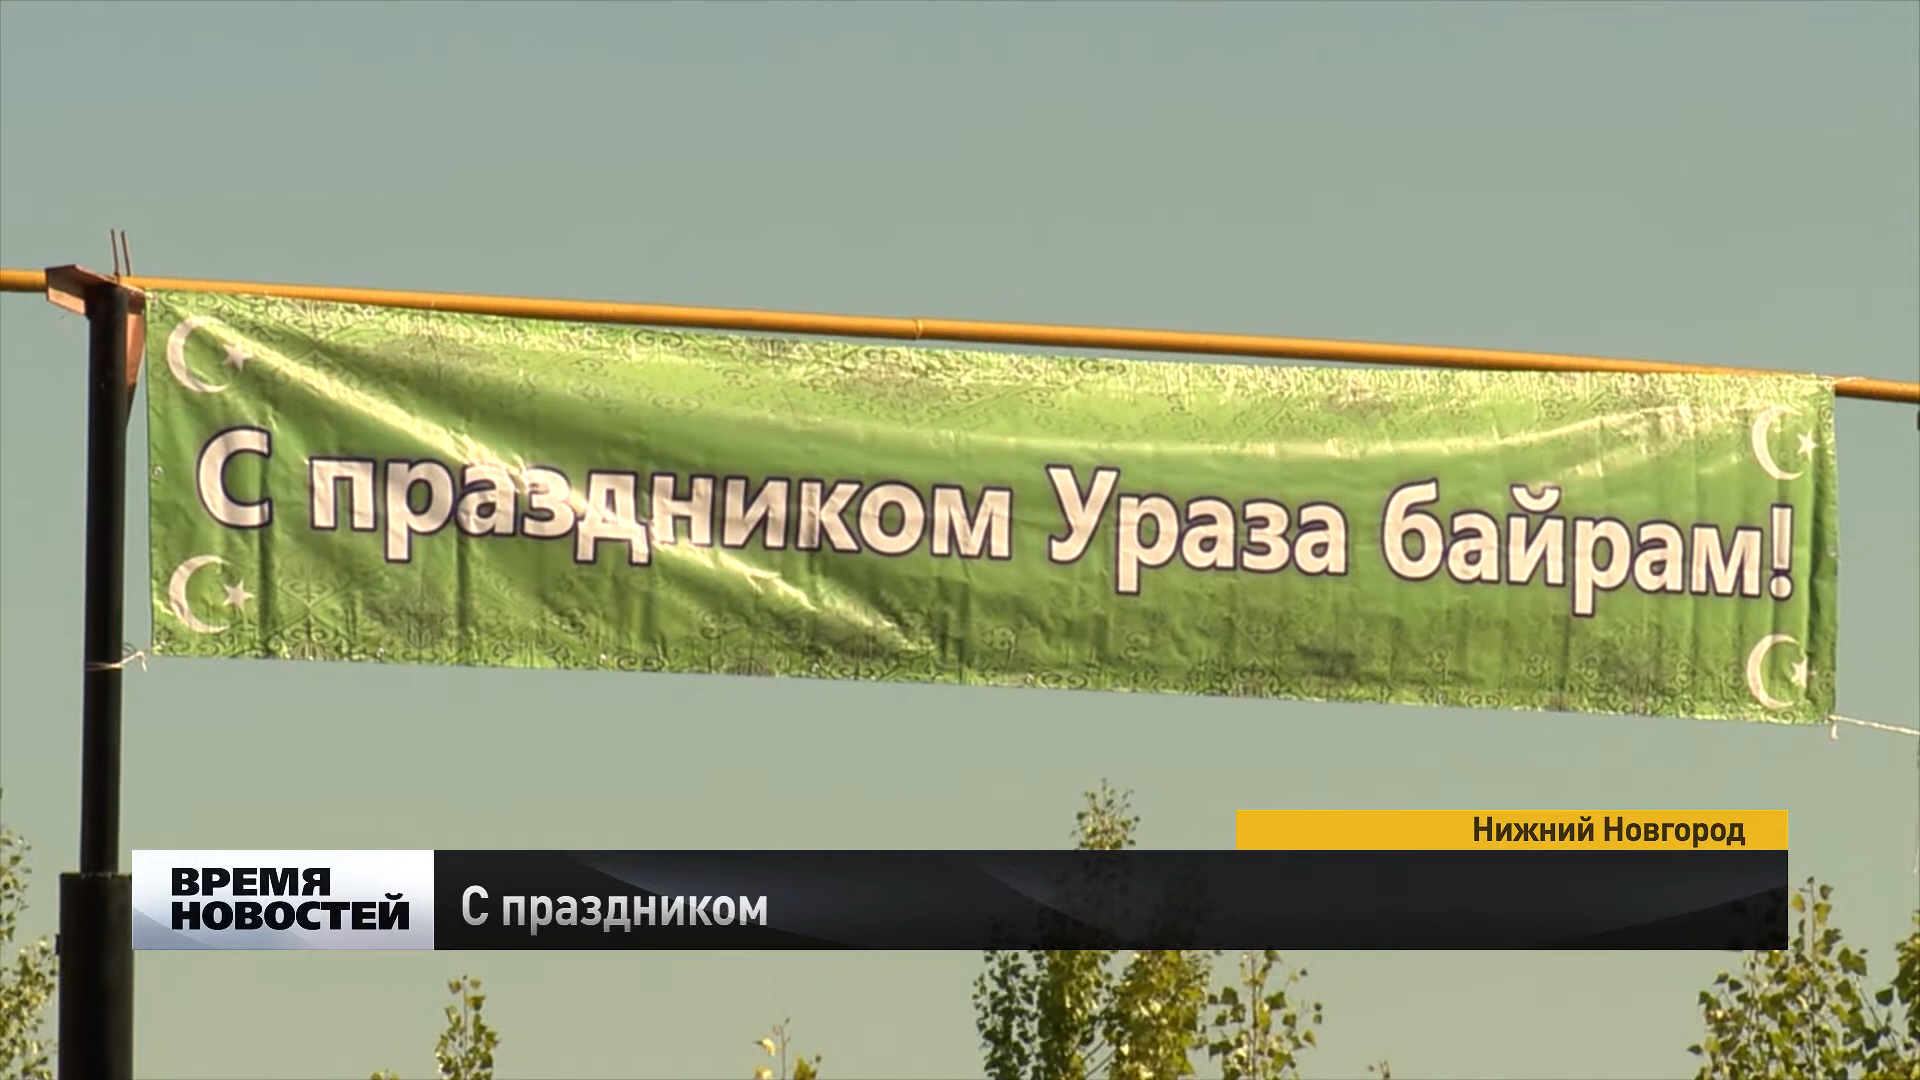 С праздником Ураза байрам!
Нижний Новгород
ВРЕМЯ
НОВОСТЕЙ
С праздником